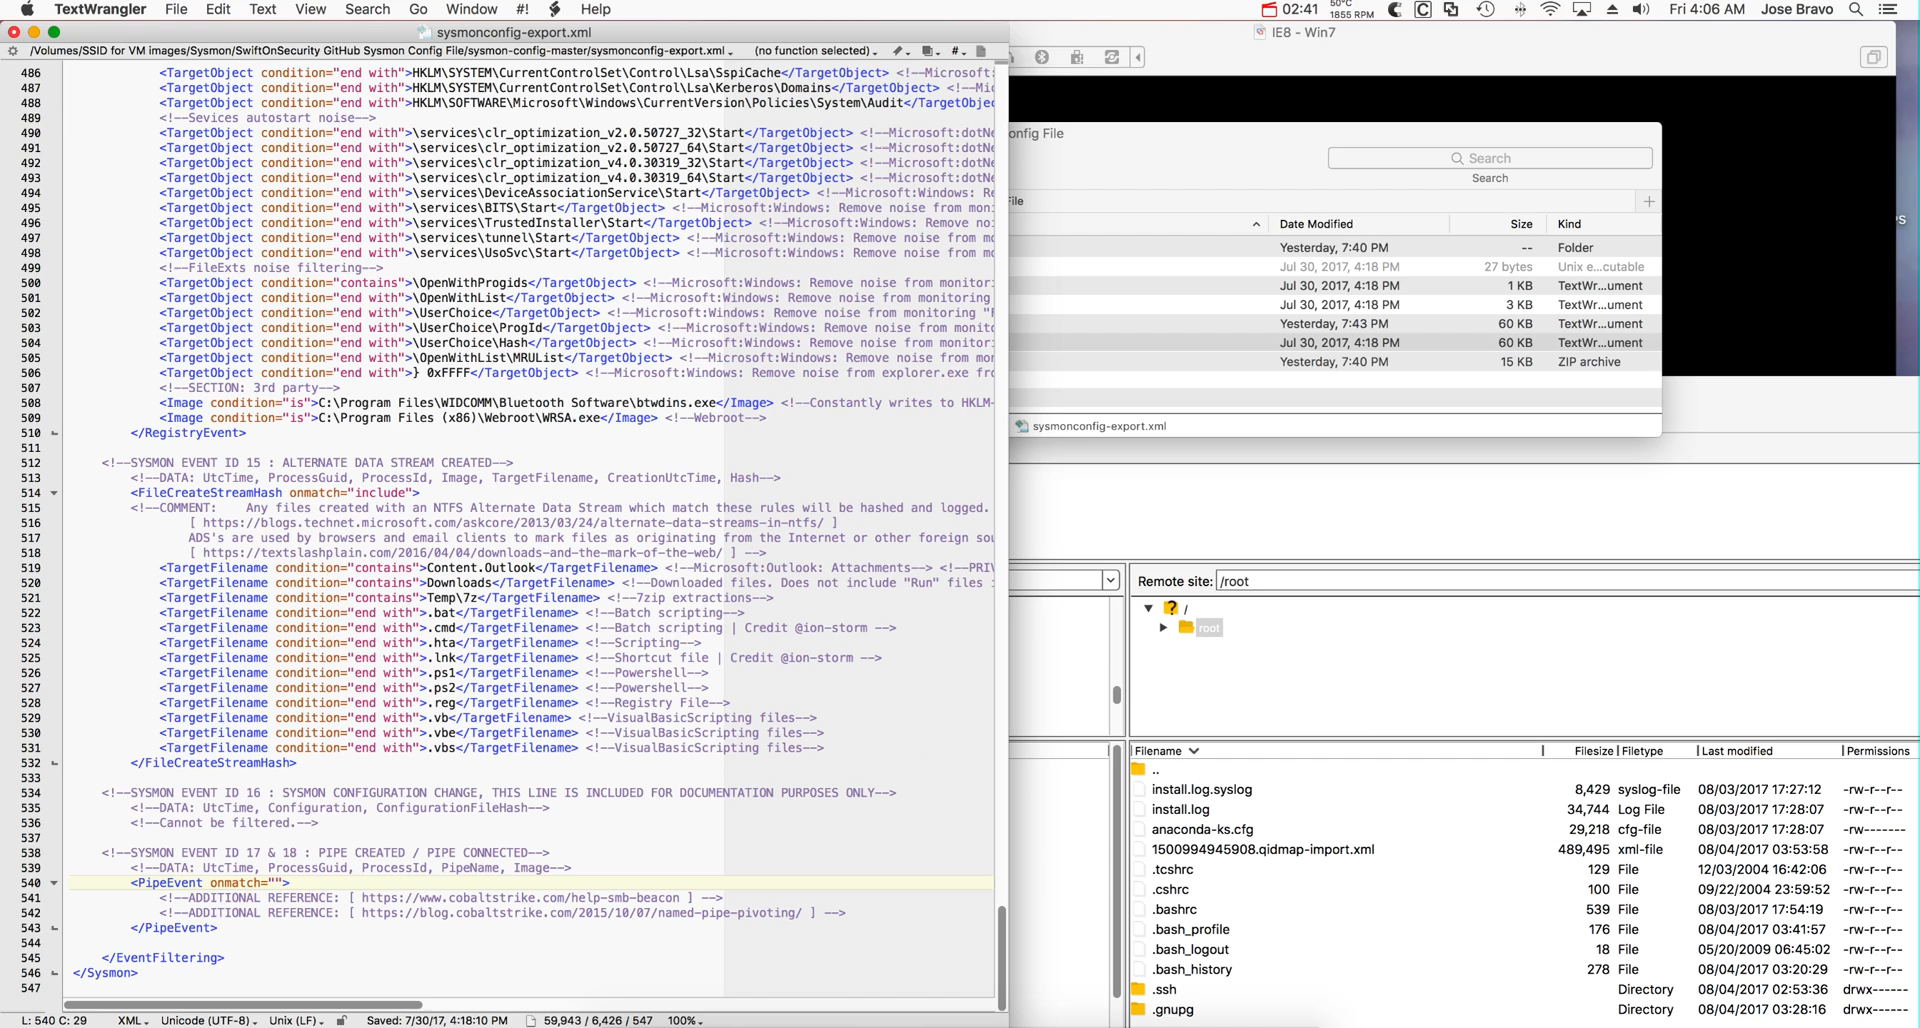 TextWrangler File Edit Text View Search Go Window #! Help 02:41 50°C 1855 RPM Fri 4:06 AM Jose Bravo
sysmonconfig-export.xml
/Volumes/SSID for VM images/Sysmon/SwiftOnSecurity GitHub Sysmon Config File/sysmon-config-master/sysmonconfig-export.xml (no function selected) #
486 <TargetObject condition="end with">HKLM\SYSTEM\CurrentControlSet\Control\Lsa\SspiCache</TargetObject> <!--Microsoft:
487 <TargetObject condition="end with">HKLM\SYSTEM\CurrentControlSet\Control\Lsa\Kerberos\Domains</TargetObject> <!--Mi
488 <TargetObject condition="end with">HKLM\SOFTWARE\Microsoft\Windows\CurrentVersion\Policies\System\Audit</TargetObje
489 <!--Sevices autostart noise-->
490 <TargetObject condition="end with">\services\clr_optimization_v2.0.50727_32\Start</TargetObject> <!--Microsoft:dotNe
491 <TargetObject condition="end with">\services\clr_optimization_v2.0.50727_64\Start</TargetObject> <!--Microsoft:dotNe
492 <TargetObject condition="end with">\services\clr_optimization_v4.0.30319_32\Start</TargetObject> <!--Microsoft:dotNe
493 <TargetObject condition="end with">\services\clr_optimization_v4.0.30319_64\Start</TargetObject> <!--Microsoft:dotNe
494 <TargetObject condition="end with">\services\DeviceAssociationService\Start</TargetObject> <!--Microsoft:Windows: Re
495 <TargetObject condition="end with">\services\BITS\Start</TargetObject> <!--Microsoft:Windows: Remove noise from moni
496 <TargetObject condition="end with">\services\TrustedInstaller\Start</TargetObject> <!--Microsoft:Windows: Remove noi
497 <TargetObject condition="end with">\services\tunnel\Start</TargetObject> <!--Microsoft:Windows: Remove noise from mo
498 <TargetObject condition="end with">\services\UsoSvc\Start</TargetObject> <!--Microsoft:Windows: Remove noise from mo
499 <!--FileExts noise filtering-->
500 <TargetObject condition="contains">\OpenWithProgids</TargetObject> <!--Microsoft:Windows: Remove noise from monitori
501 <TargetObject condition="end with">\OpenWithList</TargetObject> <!--Microsoft:Windows: Remove noise from monitoring
502 <TargetObject condition="end with">\UserChoice</TargetObject> <!--Microsoft:Windows: Remove noise from monitoring "F
503 <TargetObject condition="end with">\UserChoice\ProgId</TargetObject> <!--Microsoft:Windows: Remove noise from monito
504 <TargetObject condition="end with">\UserChoice\Hash</TargetObject> <!--Microsoft:Windows: Remove noise from monitori
505 <TargetObject condition="end with">\OpenWithList\MRUList</TargetObject> <!--Microsoft:Windows: Remove noise from mon
506 <TargetObject condition="end with">} 0xFFFF</TargetObject> <!--Microsoft:Windows: Remove noise from explorer.exe fro
507 <!--SECTION: 3rd party-->
508 <Image condition="is">C:\Program Files\WIDCOMM\Bluetooth Software\btwdins.exe</Image> <!--Constantly writes to HKLM-
509 <Image condition="is">C:\Program Files (x86)\Webroot\WRSA.exe</Image> <!--Webroot-->
510 </RegistryEvent>
511
512 <!--SYSMON EVENT ID 15 : ALTERNATE DATA STREAM CREATED-->
513 <!--DATA: UtcTime, ProcessGuid, ProcessId, Image, TargetFilename, CreationUtcTime, Hash-->
514 <FileCreateStreamHash onmatch="include">
515 <!--COMMENT: Any files created with an NTFS Alternate Data Stream which match these rules will be hashed and logged.
516 [ https://blogs.technet.microsoft.com/askcore/2013/03/24/alternate-data-streams-in-ntfs/ ]
517 ADS's are used by browsers and email clients to mark files as originating from the Internet or other foreign sou
518 [ https://textslashplain.com/2016/04/04/downloads-and-the-mark-of-the-web/ ] -->
519 <TargetFilename condition="contains">Content.Outlook</TargetFilename> <!--Microsoft:Outlook: Attachments--> <!--PRIV
520 <TargetFilename condition="contains">Downloads</TargetFilename> <!--Downloaded files. Does not include "Run" files i
521 <TargetFilename condition="contains">Temp\7z</TargetFilename> <!--7zip extractions-->
522 <TargetFilename condition="end with">.bat</TargetFilename> <!--Batch scripting-->
523 <TargetFilename condition="end with">.cmd</TargetFilename> <!--Batch scripting | Credit @ion-storm -->
524 <TargetFilename condition="end with">.hta</TargetFilename> <!--Scripting-->
525 <TargetFilename condition="end with">.lnk</TargetFilename> <!--Shortcut file | Credit @ion-storm -->
526 <TargetFilename condition="end with">.ps1</TargetFilename> <!--Powershell-->
527 <TargetFilename condition="end with">.ps2</TargetFilename> <!--Powershell-->
528 <TargetFilename condition="end with">.reg</TargetFilename> <!--Registry File-->
529 <TargetFilename condition="end with">.vb</TargetFilename> <!--VisualBasicScripting files-->
530 <TargetFilename condition="end with">.vbe</TargetFilename> <!--VisualBasicScripting files-->
531 <TargetFilename condition="end with">.vbs</TargetFilename> <!--VisualBasicScripting files-->
532 </FileCreateStreamHash>
533
534 <!--SYSMON EVENT ID 16 : SYSMON CONFIGURATION CHANGE, THIS LINE IS INCLUDED FOR DOCUMENTATION PURPOSES ONLY-->
535 <!--DATA: UtcTime, Configuration, ConfigurationFileHash-->
536 <!--Cannot be filtered.-->
537
538 <!--SYSMON EVENT ID 17 & 18 : PIPE CREATED / PIPE CONNECTED-->
539 <!--DATA: UtcTime, ProcessGuid, ProcessId, PipeName, Image-->
540 <PipeEvent onmatch="">
541 <!--ADDITIONAL REFERENCE: [ https://www.cobaltstrike.com/help-smb-beacon ] -->
542 <!--ADDITIONAL REFERENCE: [ https://blog.cobaltstrike.com/2015/10/07/named-pipe-pivoting/ ] -->
543 </PipeEvent>
544
545 </EventFiltering>
546 </Sysmon>
547
L: 540 C: 29 XML Unicode (UTF-8) Unix (LF) Saved: 7/30/17, 4:18:10 PM 59,943 / 6,426 / 547 100%
IE8 - Win7
onfig File
Search
Search
File
Date Modified Size Kind
Yesterday, 7:40 PM -- Folder
Jul 30, 2017, 4:18 PM 27 bytes Unix e...cutable
Jul 30, 2017, 4:18 PM 1 KB TextWr...ument
Jul 30, 2017, 4:18 PM 3 KB TextWr...ument
Yesterday, 7:43 PM 60 KB TextWr...ument
Jul 30, 2017, 4:18 PM 60 KB TextWr...ument
Yesterday, 7:40 PM 15 KB ZIP archive
sysmonconfig-export.xml
Remote site: /root
/
root
Filename Filesize Filetype Last modified Permissions
..
install.log.syslog 8,429 syslog-file 08/03/2017 17:27:12 -rw-r--r--
install.log 34,744 Log File 08/03/2017 17:28:07 -rw-r--r--
anaconda-ks.cfg 29,218 cfg-file 08/03/2017 17:28:07 -rw-------
1500994945908.qidmap-import.xml 489,495 xml-file 08/04/2017 03:53:58 -rw-r--r--
.tcshrc 129 File 12/03/2004 16:42:06 -rw-r--r--
.cshrc 100 File 09/22/2004 23:59:52 -rw-r--r--
.bashrc 539 File 08/03/2017 17:54:19 -rw-r--r--
.bash_profile 176 File 08/04/2017 03:41:57 -rw-r--r--
.bash_logout 18 File 05/20/2009 06:45:02 -rw-r--r--
.bash_history 278 File 08/04/2017 03:20:29 -rw-r--r--
.ssh Directory 08/04/2017 02:53:36 drwx------
.gnupg Directory 08/04/2017 03:28:16 drwx------